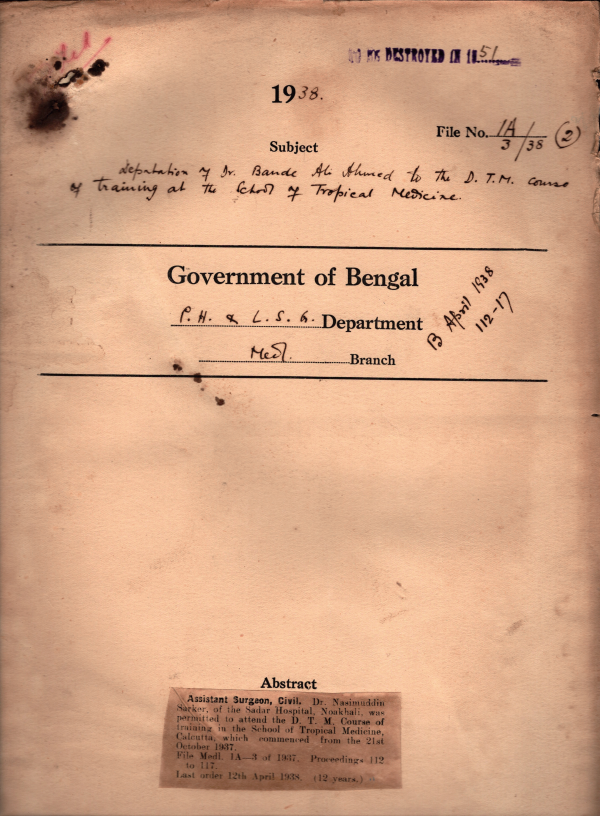 DESTROYED IN 1951
1938.
File No. 1A/3/38 (2)
Subject
Deputation of Dr. Bande Ali Ahmed to the D. T. M. course
of training at the School of Tropical Medicine.
Government of Bengal
P. H. & L. S. G. Department
Medl. Branch
B April 1938
112-17
Abstract
Assistant Surgeon, Civil. Dr. Nasimuddin
Sarker, of the Sadar Hospital, Noakhali, was
permitted to attend the D. T. M. Course of
training in the School of Tropical Medicine,
Calcutta, which commenced from the 21st
October 1937.
File Medl. 1A—3 of 1937. Proceedings 112
to 117.
Last order 12th April 1938. (12 years.)